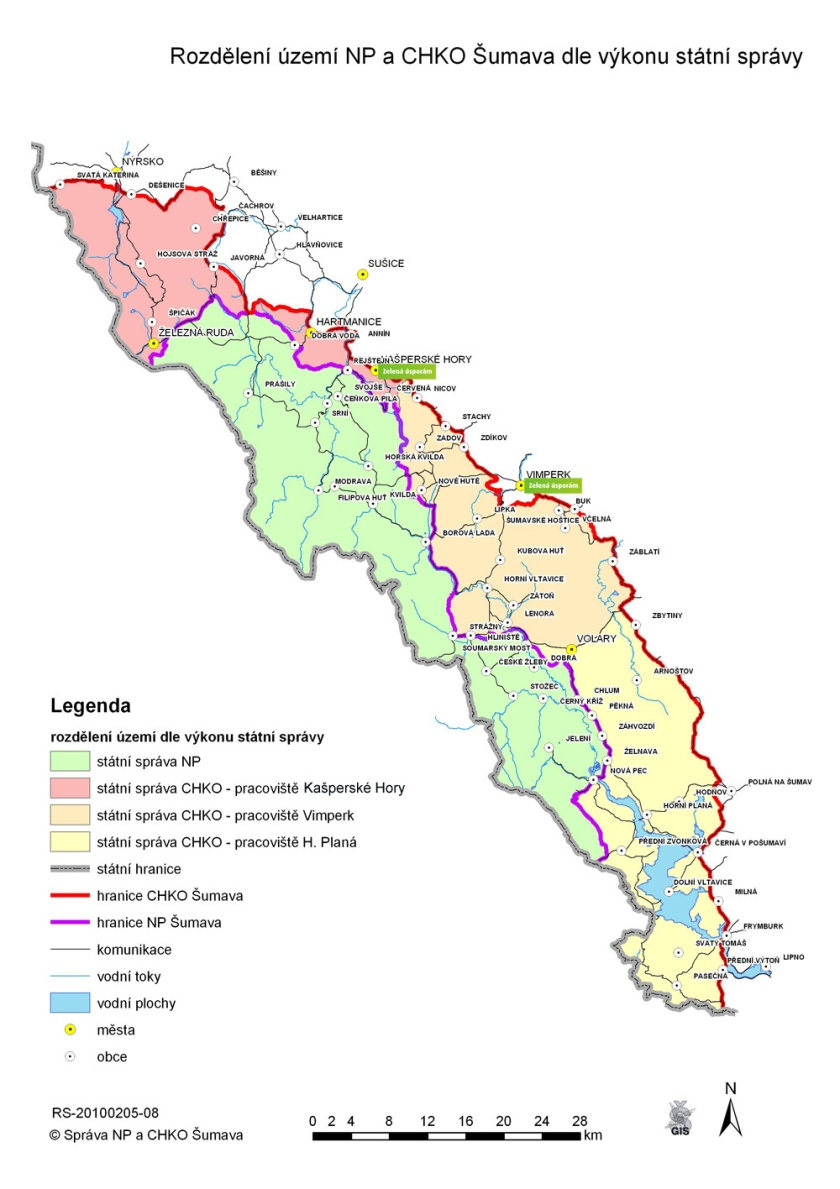 Rozdělení území NP a CHKO Šumava dle výkonu státní správy
NÝRSKO
SVATÁ KATEŘINA
DEŠENICE
BĚŠINY
ČACHROV
CHŘEPICE
VELHARTICE
HLAVŇOVICE
HOJSOVA STRÁŽ
JAVORNÁ
SUŠICE
ŠPIČÁK
ŽELEZNÁ RUDA
HARTMANICE
DOBRÁ VODA
ANNÍN
REJŠTEJN
KAŠPERSKÉ HORY
Zelená úsporám
PRÁŠILY
SVOJŠE
ČERVENÁ
NICOV
ČEŇKOVA PILA
SRNÍ
STACHY
ZADOV
ZDÍKOV
HORSKÁ KVILDA
VIMPERK
Zelená úsporám
MODRAVA
NOVÉ HUTĚ
FILIPOVA HUŤ
KVILDA
BUK
LIPKA
ŠUMAVSKÉ HOŠTICE
VČELNÁ
BOROVÁ LADA
KUBOVA HUŤ
ZÁBLATÍ
HORNÍ VLTAVICE
ZÁTOŇ
LENORA
ZBYTINY
STRÁŽNÝ
HLINIŠTĚ
VOLARY
SOUMARSKÝ MOST
DOBRÁ
ČESKÉ ŽLEBY
ARNOŠTOV
STOŽEC
CHLUM
ČERNÝ KŘÍŽ
PĚKNÁ
ZÁHVOZDÍ
JELENÍ
ŽELNAVA
NOVÁ PEC
POLNÁ NA ŠUMAV
HODŇOV
HORNÍ PLANÁ
PŘEDNÍ ZVONKOVÁ
ČERNÁ V POŠUMAVÍ
DOLNÍ VLTAVICE
MILNÁ
FRYMBURK
SVATÝ TOMÁŠ
PŘEDNÍ VÝTOŇ
LIPNO
PASEČNÁ
Legenda
rozdělení území dle výkonu státní správy
státní správa NP
státní správa CHKO - pracoviště Kašperské Hory
státní správa CHKO - pracoviště Vimperk
státní správa CHKO - pracoviště H. Planá
státní hranice
hranice CHKO Šumava
hranice NP Šumava
komunikace
vodní toky
vodní plochy
města
obce
RS-20100205-08
© Správa NP a CHKO Šumava
0 2 4 8 12 16 20 24 28
km
GIS
N